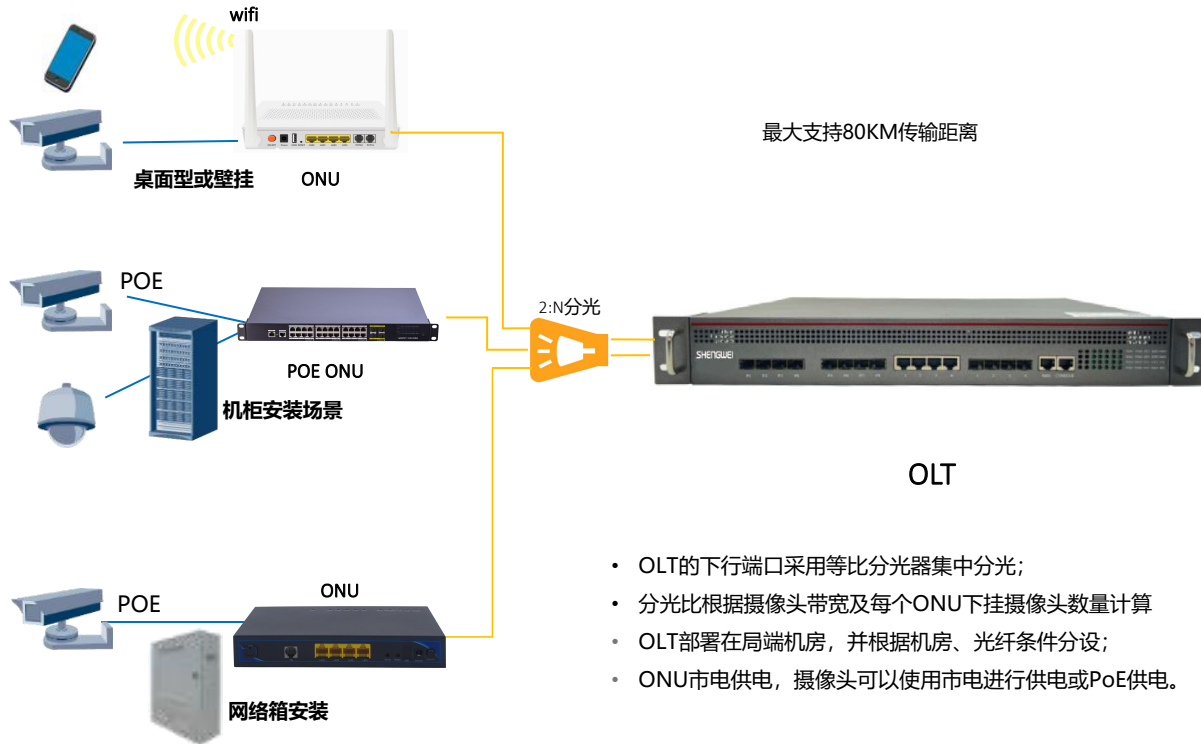 wifi
最大支持80KM传输距离
桌面型或壁挂
ONU
POE
2:N分光
SHENGWEI
POE ONU
机柜安装场景
OLT
• OLT的下行端口采用等比分光器集中分光；
• 分光比根据摄像头带宽及每个ONU下挂摄像头数量计算
• OLT部署在局端机房，并根据机房、光纤条件分设；
• ONU市电供电，摄像头可以使用市电进行供电或PoE供电。
ONU
POE
网络箱安装